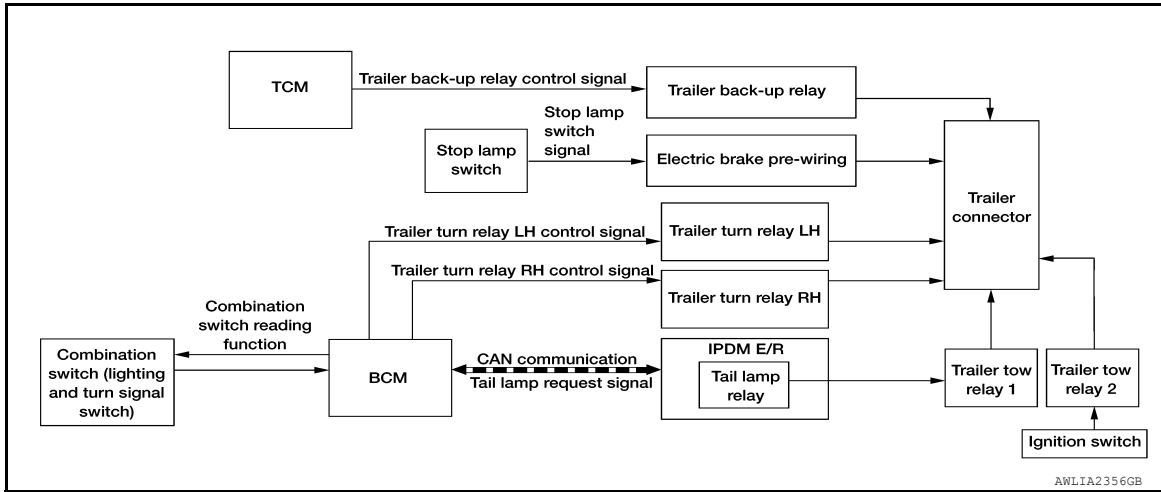 TCM
Trailer back-up relay control signal
Trailer back-up relay
Stop lamp
switch
Stop lamp
switch
signal
Electric brake pre-wiring
Trailer
connector
Trailer turn relay LH control signal
Trailer turn relay LH
Trailer turn relay RH control signal
Trailer turn relay RH
Combination
switch reading
function
Combination
switch (lighting
and turn signal
switch)
BCM
CAN communication
Tail lamp request signal
IPDM E/R
Tail lamp
relay
Trailer tow
relay 1
Trailer tow
relay 2
Ignition switch
AWLIA2356GB